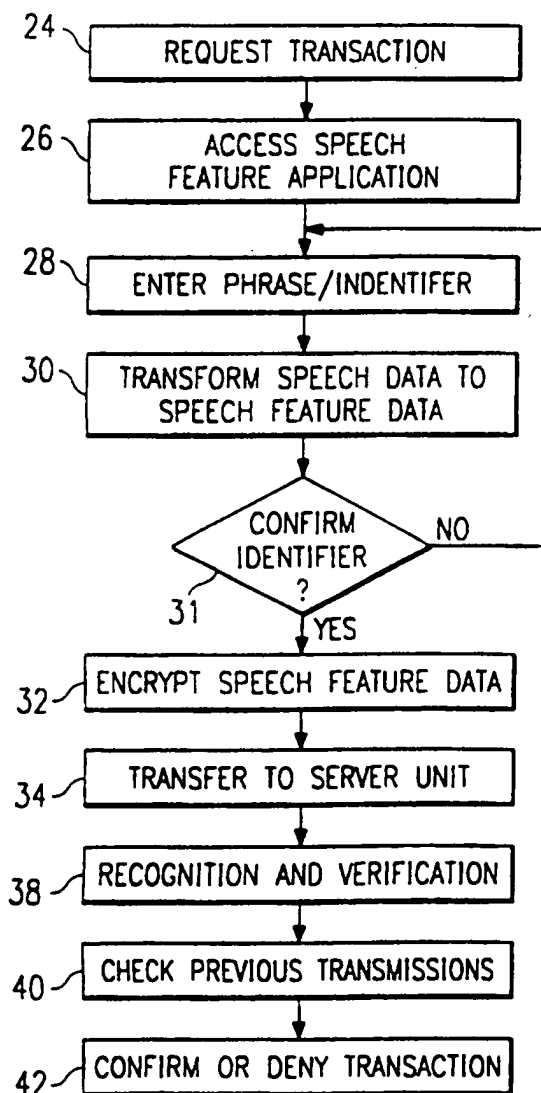 24
REQUEST TRANSACTION
26
ACCESS SPEECH
FEATURE APPLICATION
28
ENTER PHRASE/INDENTIFER
30
TRANSFORM SPEECH DATA TO
SPEECH FEATURE DATA
CONFIRM
IDENTIFIER
?
NO
31
YES
32
ENCRYPT SPEECH FEATURE DATA
34
TRANSFER TO SERVER UNIT
38
RECOGNITION AND VERIFICATION
40
CHECK PREVIOUS TRANSMISSIONS
42
CONFIRM OR DENY TRANSACTION